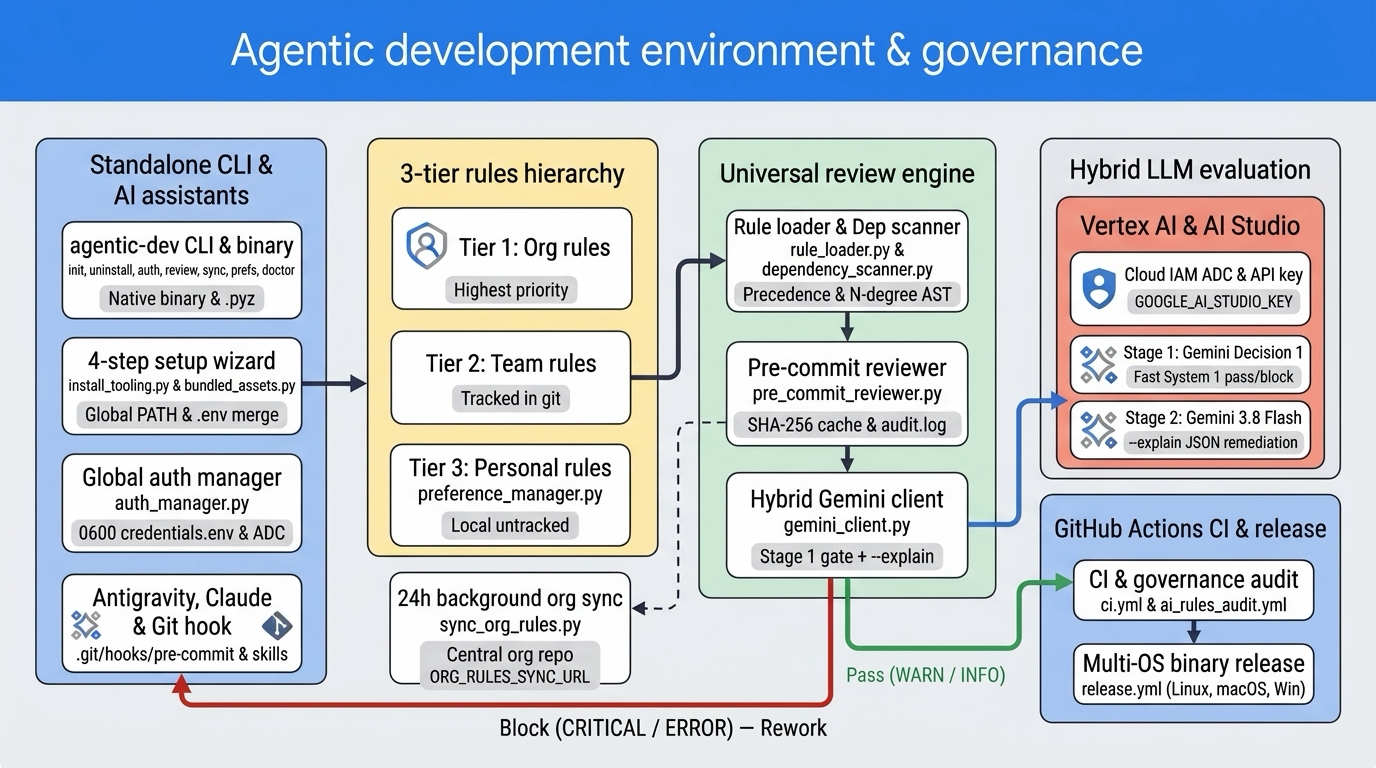 Agentic development environment & governance
Standalone CLI &
AI assistants
agentic-dev CLI & binary
init, uninstall, auth, review, sync, prefs, doctor
Native binary & .pyz
4-step setup wizard
install_tooling.py & bundled_assets.py
Global PATH & .env merge
Global auth manager
auth_manager.py
0600 credentials.env & ADC
Antigravity, Claude
& Git hook
.git/hooks/pre-commit & skills
3-tier rules hierarchy
Tier 1: Org rules
Highest priority
Tier 2: Team rules
Tracked in git
Tier 3: Personal rules
preference_manager.py
Local untracked
24h background org sync
sync_org_rules.py
Central org repo
ORG_RULES_SYNC_URL
Universal review engine
Rule loader & Dep scanner
rule_loader.py &
dependency_scanner.py
Precedence & N-degree AST
Pre-commit reviewer
pre_commit_reviewer.py
SHA-256 cache & audit.log
Hybrid Gemini client
gemini_client.py
Stage 1 gate + --explain
Hybrid LLM evaluation
Vertex AI & AI Studio
Cloud IAM ADC & API key
GOOGLE_AI_STUDIO_KEY
Stage 1: Gemini Decision 1
Fast System 1 pass/block
Stage 2: Gemini 3.8 Flash
--explain JSON remediation
GitHub Actions CI & release
CI & governance audit
ci.yml & ai_rules_audit.yml
Multi-OS binary release
release.yml (Linux, macOS, Win)
Pass (WARN / INFO)
Block (CRITICAL / ERROR) — Rework